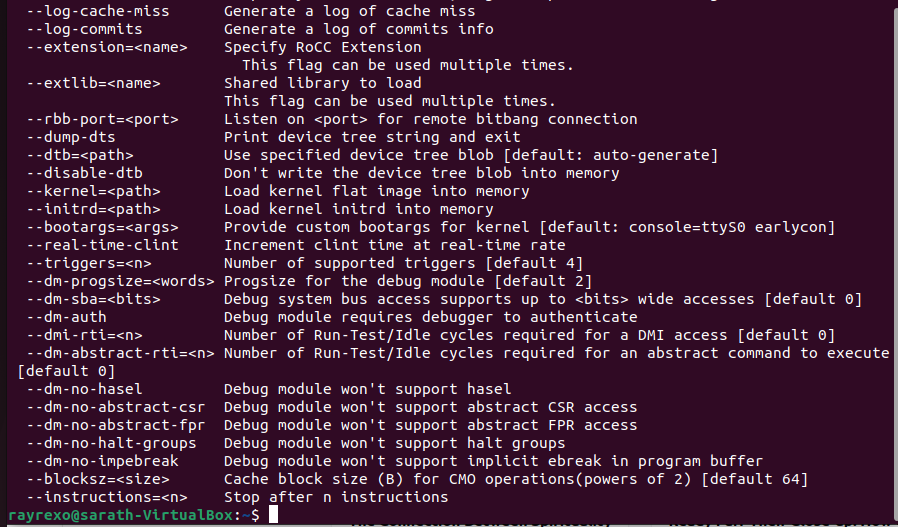 --log-cache-miss Generate a log of cache miss
--log-commits Generate a log of commits info
--extension=<name> Specify RoCC Extension
This flag can be used multiple times.
--extlib=<name> Shared library to load
This flag can be used multiple times.
--rbb-port=<port> Listen on <port> for remote bitbang connection
--dump-dts Print device tree string and exit
--dtb=<path> Use specified device tree blob [default: auto-generate]
--disable-dtb Don't write the device tree blob into memory
--kernel=<path> Load kernel flat image into memory
--initrd=<path> Load kernel initrd into memory
--bootargs=<args> Provide custom bootargs for kernel [default: console=ttyS0 earlycon]
--real-time-clint Increment clint time at real-time rate
--triggers=<n> Number of supported triggers [default 4]
--dm-progsize=<words> Progsize for the debug module [default 2]
--dm-sba=<bits> Debug system bus access supports up to <bits> wide accesses [default 0]
--dm-auth Debug module requires debugger to authenticate
--dmi-rti=<n> Number of Run-Test/Idle cycles required for a DMI access [default 0]
--dm-abstract-rti=<n> Number of Run-Test/Idle cycles required for an abstract command to execute
[default 0]
--dm-no-hasel Debug module won't support hasel
--dm-no-abstract-csr Debug module won't support abstract CSR access
--dm-no-abstract-fpr Debug module won't support abstract FPR access
--dm-no-halt-groups Debug module won't support halt groups
--dm-no-impebreak Debug module won't support implicit ebreak in program buffer
--blocksz=<size> Cache block size (B) for CMO operations(powers of 2) [default 64]
--instructions=<n> Stop after n instructions
rayrexo@sarath-VirtualBox:~$